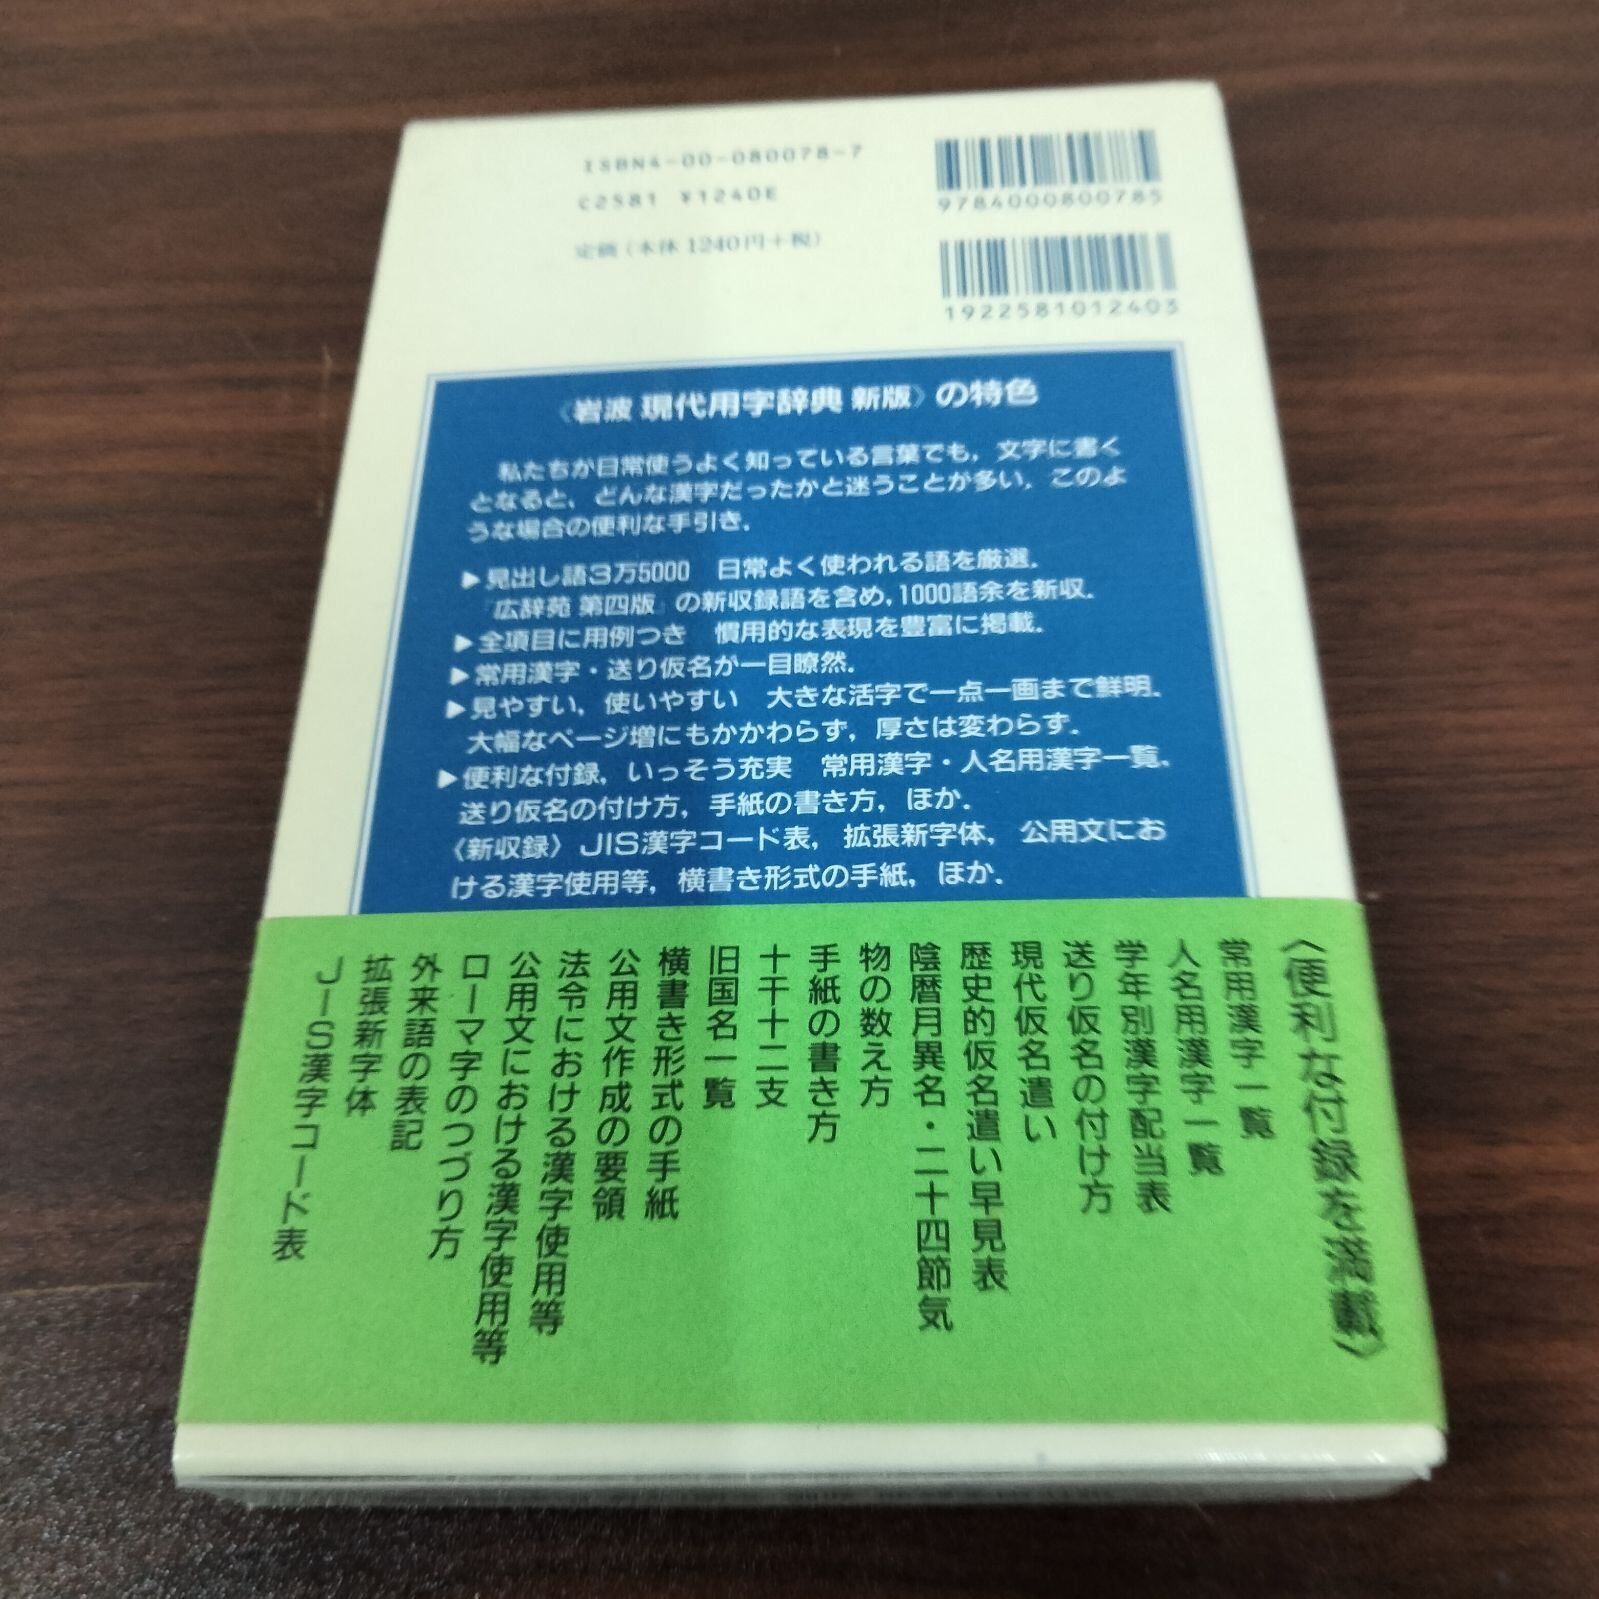 ISBN4-00-080078-7
C2581 ¥1240E
定価（本体1240円＋税）
9784000800785
1922581012403
〈岩波 現代用字辞典 新版〉の特色
私たちが日常使うよく知っている言葉でも，文字に書く
となると，どんな漢字だったかと迷うことが多い．このよ
うな場合の便利な手引き．
▶見出し語3万5000　日常よく使われる語を厳選．
『広辞苑 第四版』の新収録語を含め，1000語余を新収．
▶全項目に用例つき　慣用的な表現を豊富に掲載．
▶常用漢字・送り仮名が一目瞭然．
▶見やすい，使いやすい　大きな活字で一点一画まで鮮明．
大幅なページ増にもかかわらず，厚さは変わらず．
▶便利な付録，いっそう充実　常用漢字・人名用漢字一覧，
送り仮名の付け方，手紙の書き方，ほか．
〈新収録〉JIS漢字コード表，拡張新字体，公用文にお
ける漢字使用等，横書き形式の手紙，ほか．
〈便利な付録を満載〉
常用漢字一覧
人名用漢字一覧
学年別漢字配当表
送り仮名の付け方
現代仮名遣い
歴史的仮名遣い早見表
陰暦月異名・二十四節気
物の数え方
手紙の書き方
十干十二支
旧国名一覧
横書き形式の手紙
公用文作成の要領
法令における漢字使用等
公用文における漢字使用等
ローマ字のつづり方
外来語の表記
拡張新字体
JIS漢字コード表